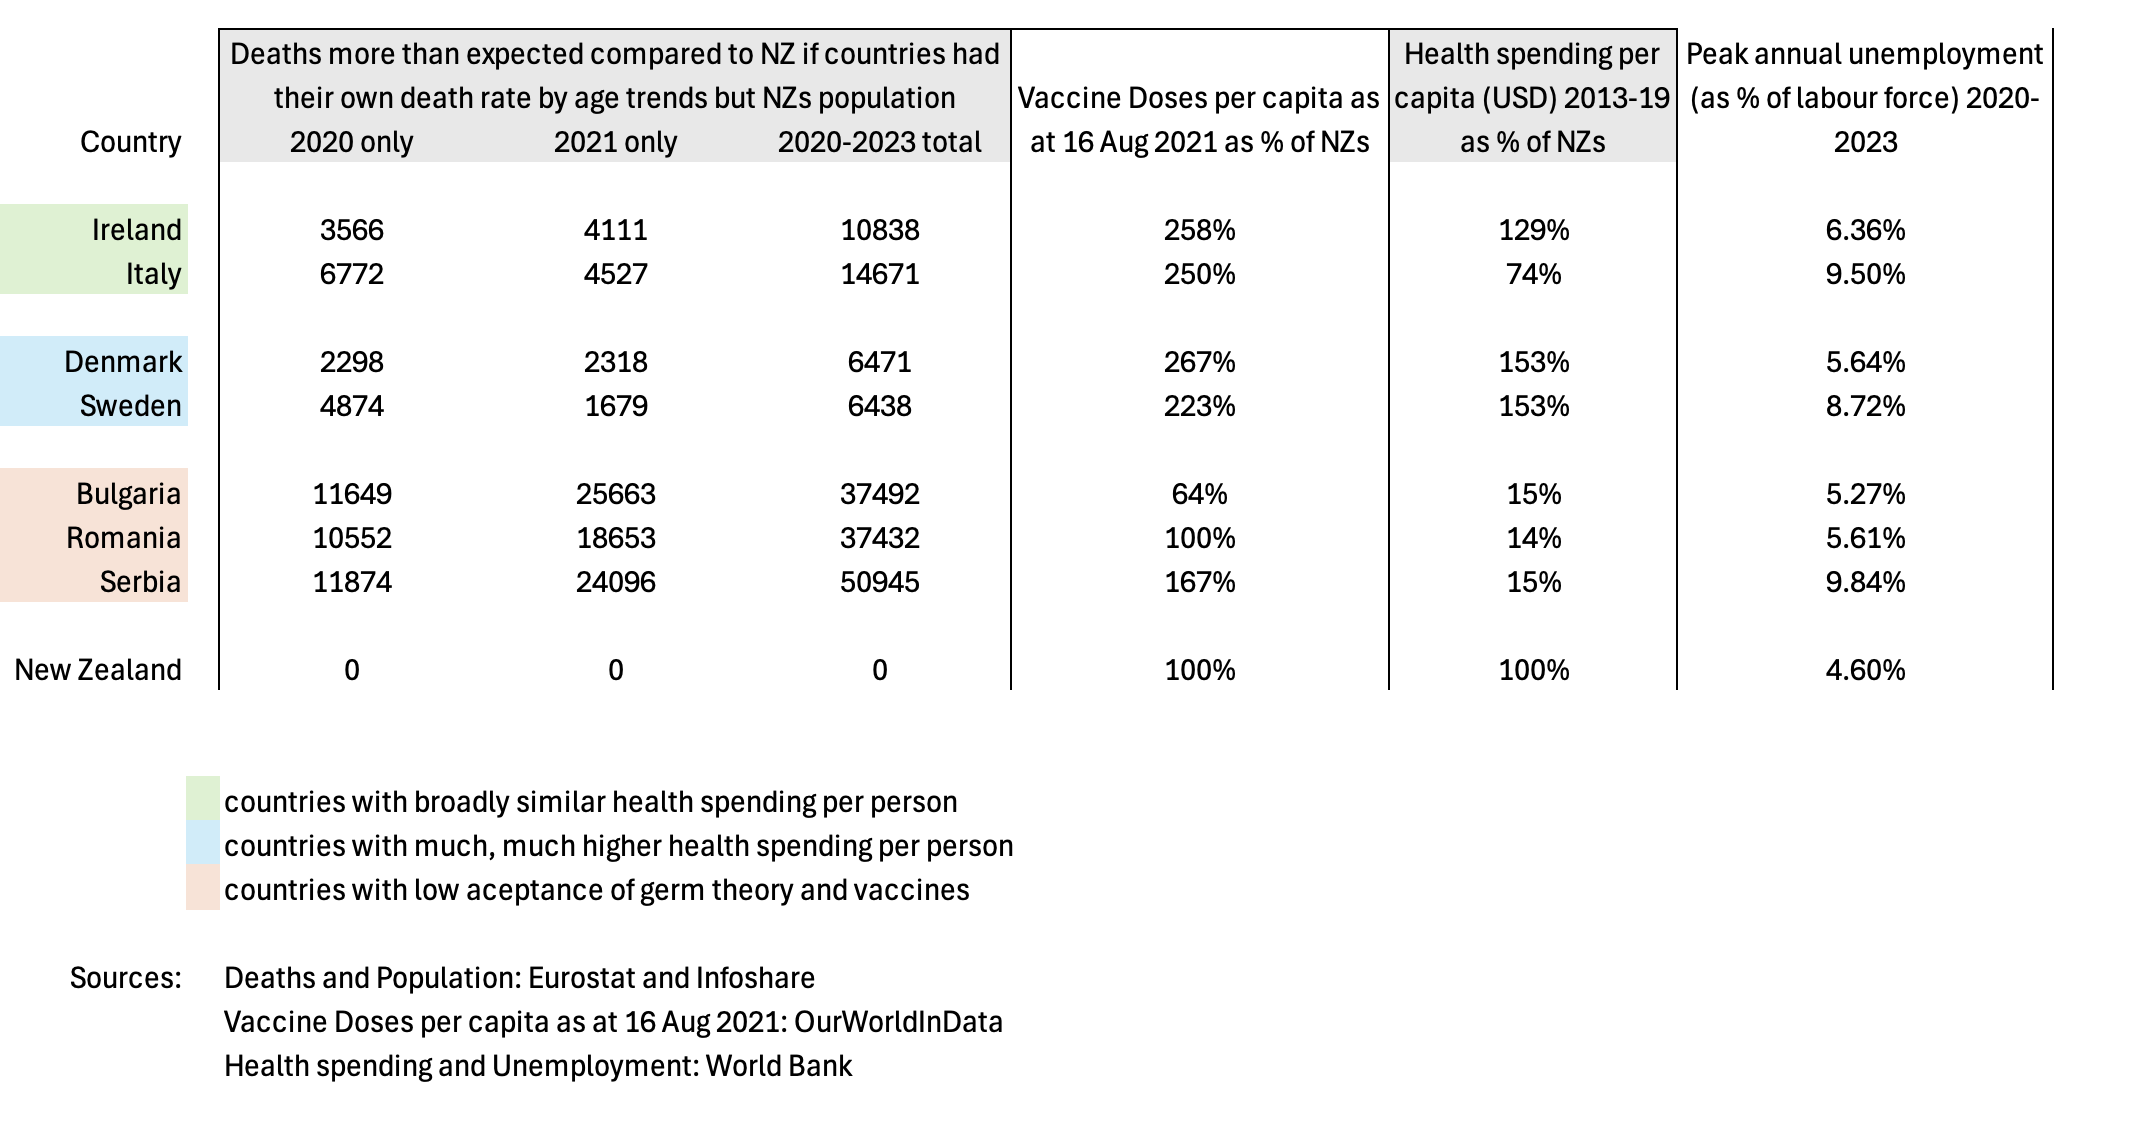 Deaths more than expected compared to NZ if countries had
their own death rate by age trends but NZs population
Country 2020 only 2021 only 2020-2023 total
Vaccine Doses per capita as
at 16 Aug 2021 as % of NZs
Health spending per
capita (USD) 2013-19
as % of NZs
Peak annual unemployment
(as % of labour force) 2020-
2023
Ireland 3566 4111 10838 258% 129% 6.36%
Italy 6772 4527 14671 250% 74% 9.50%
Denmark 2298 2318 6471 267% 153% 5.64%
Sweden 4874 1679 6438 223% 153% 8.72%
Bulgaria 11649 25663 37492 64% 15% 5.27%
Romania 10552 18653 37432 100% 14% 5.61%
Serbia 11874 24096 50945 167% 15% 9.84%
New Zealand 0 0 0 100% 100% 4.60%
countries with broadly similar health spending per person
countries with much, much higher health spending per person
countries with low aceptance of germ theory and vaccines
Sources: Deaths and Population: Eurostat and Infoshare
Vaccine Doses per capita as at 16 Aug 2021: OurWorldInData
Health spending and Unemployment: World Bank